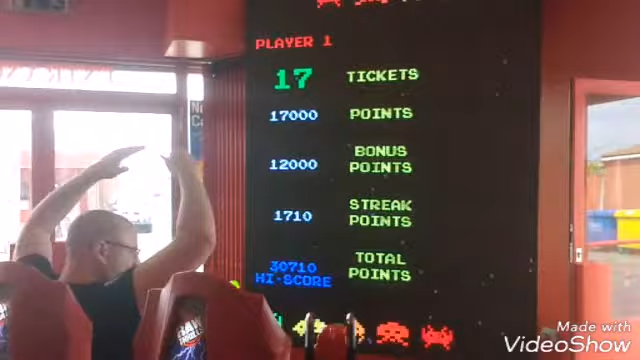 PLAYER 1
17 TICKETS
17000 POINTS
12000 BONUS POINTS
1710 STREAK POINTS
30710 HI-SCORE TOTAL POINTS
Made with
VideoShow